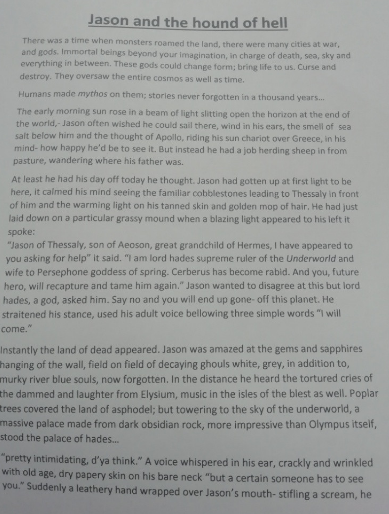 Jason and the hound of hell
There was a time when monsters roamed the land, there were many cities at war,
and gods. Immortal beings beyond your imagination, in charge of death, sea, sky and
everything in between. These gods could change form; bring life to us. Curse and
destroy. They oversaw the entire cosmos as well as time.
Humans made mythos on them; stories never forgotten in a thousand years...
The early morning sun rose in a beam of light slitting open the horizon at the end of
the world- Jason often wished he could sail there, wind in his ears, the smell of sea
salt below him and the thought of Apollo, riding his sun chariot over Greece, in his
mind- how happy he'd be to see it. But instead he had a job herding sheep in from
pasture, wandering where his father was.
At least he had his day off today he thought. Jason had gotten up at first light to be
here, it calmed his mind seeing the familiar cobblestones leading to Thessaly in front
of him and the warming light on his tanned skin and golden mop of hair. He had just
laid down on a particular grassy mound when a blazing light appeared to his left it
spoke:
"Jason of Thessaly, son of Aeoson, great grandchild of Hermes, I have appeared to
you asking for help" it said. "I am lord hades supreme ruler of the Underworld and
wife to Persephone goddess of spring. Cerberus has become rabid. And you, future
hero, will recapture and tame him again." Jason wanted to disagree at this but lord
hades, a god, asked him. Say no and you will end up gone- off this planet. He
straitened his stance, used his adult voice bellowing three simple words "I will
come."
Instantly the land of dead appeared. Jason was amazed at the gems and sapphires
hanging of the wall, field on field of decaying ghouls white, grey, in addition to,
murky river blue souls, now forgotten. In the distance he heard the tortured cries of
the damned and laughter from Elysium, music in the isles of the blest as well. Poplar
trees covered the land of asphodel; but towering to the sky of the underworld, a
massive palace made from dark obsidian rock, more impressive than Olympus itself,
stood the palace of hades...
"pretty intimidating, d'ya think." A voice whispered in his ear, crackly and wrinkled
with old age, dry papery skin on his bare neck "but a certain someone has to see
you." Suddenly a leathery hand wrapped over Jason's mouth- stifling a scream, he